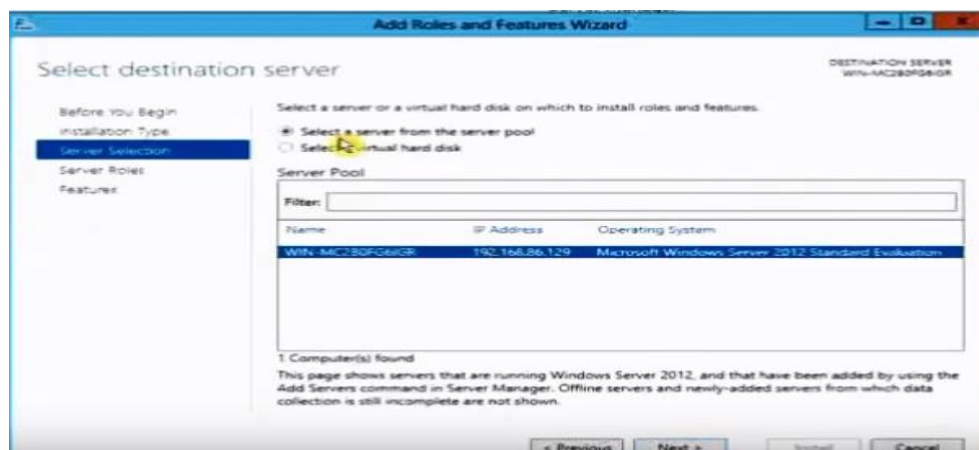 Add Roles and Features Wizard
Select destination server
DESTINATION SERVER
WIN-MC280FG6IGR
Before You Begin
Installation Type
Server Selection
Server Roles
Features
Select a server or a virtual hard disk on which to install roles and features.
Select a server from the server pool
Select virtual hard disk
Server Pool
Filter:
Name IP Address Operating System
WIN-MC280FG6IGR 192.168.86.129 Microsoft Windows Server 2012 Standard Evaluation
1 Computer(s) found
This page shows servers that are running Windows Server 2012, and that have been added by using the
Add Servers command in Server Manager. Offline servers and newly-added servers from which data
collection is still incomplete are not shown.
< Previous Next > Install Cancel